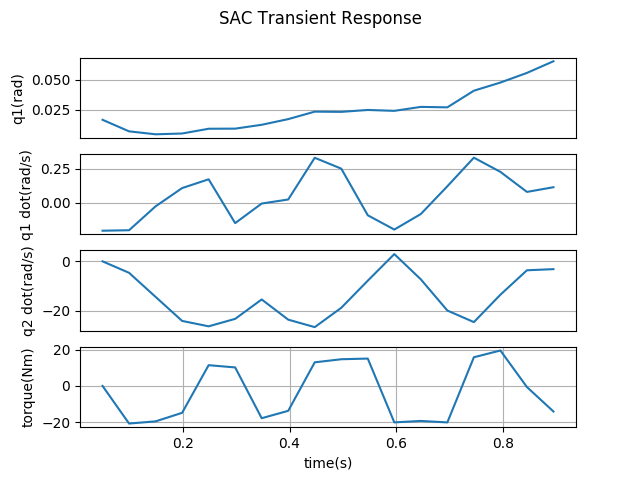 SAC Transient Response
q1(rad)
0.050
0.025
q1 dot(rad/s)
0.25
0.00
q2 dot(rad/s)
0
−20
torque(Nm)
20
0
−20
0.2 0.4 0.6 0.8
time(s)